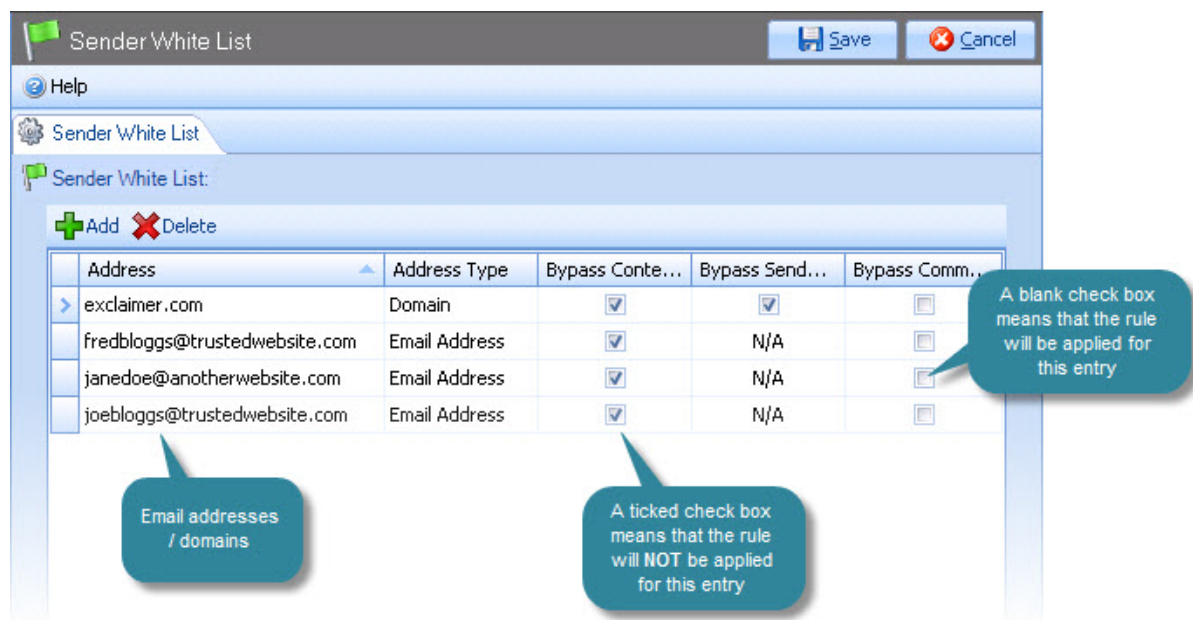 Sender White List
Save
Cancel
Help
Sender White List
Sender White List:
Add Delete
Address Address Type Bypass Conte... Bypass Send... Bypass Comm...
exclaimer.com Domain
fredbloggs@trustedwebsite.com Email Address N/A
janedoe@anotherwebsite.com Email Address N/A
joebloggs@trustedwebsite.com Email Address N/A
A blank check box
means that the rule
will be applied for
this entry
Email addresses
/ domains
A ticked check box
means that the rule
will NOT be applied
for this entry